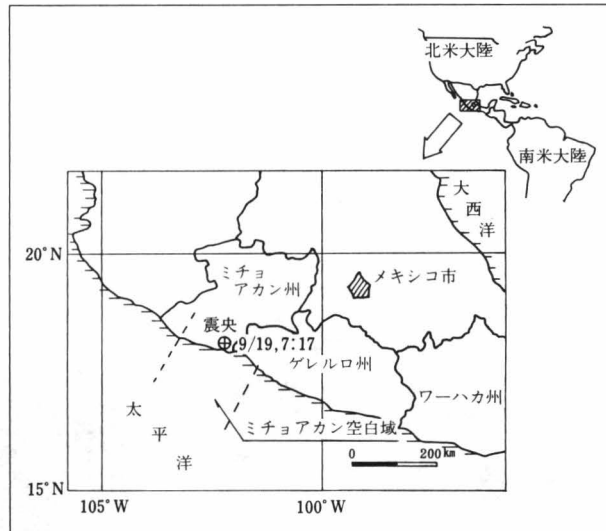 北米大陸
南米大陸
大西洋
20°N
ミチョ
アカン州
メキシコ市
震央
9/19,7:17
ゲレルロ州
ワーハカ州
太平洋
ミチョアカン空白域
0 200km
15°N
105°W 100°W